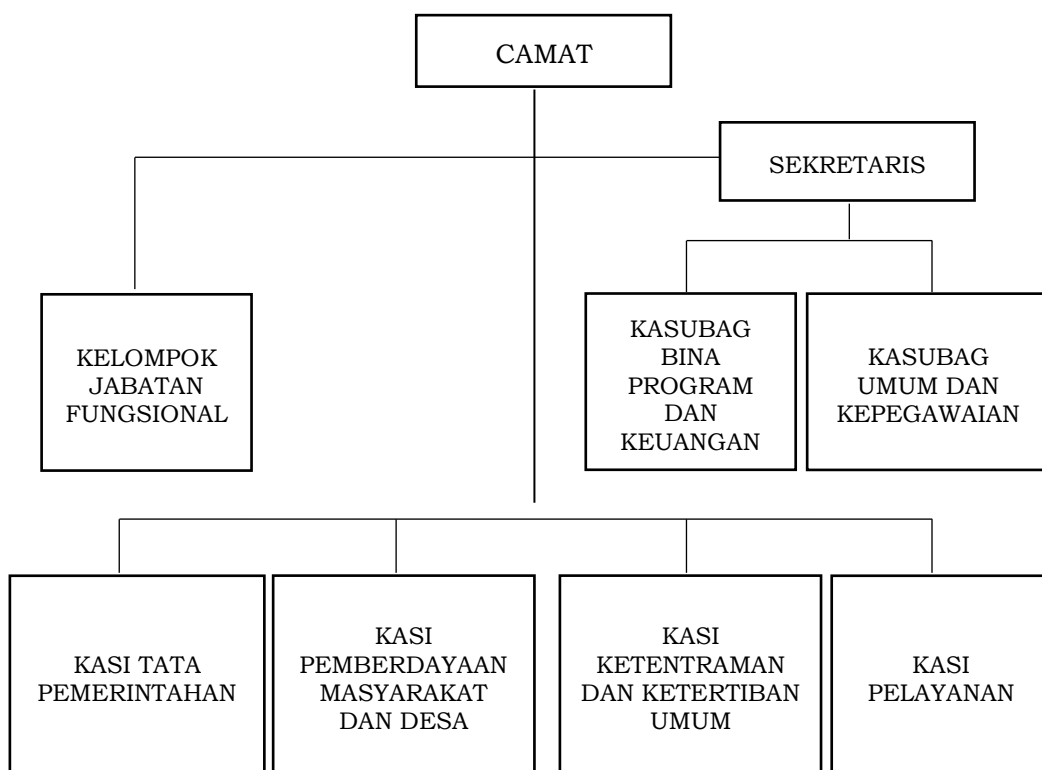 CAMAT
SEKRETARIS
KELOMPOK
JABATAN
FUNGSIONAL
KASUBAG
BINA
PROGRAM
DAN
KEUANGAN
KASUBAG
UMUM DAN
KEPEGAWAIAN
KASI TATA
PEMERINTAHAN
KASI
PEMBERDAYAAN
MASYARAKAT
DAN DESA
KASI
KETENTRAMAN
DAN KETERTIBAN
UMUM
KASI
PELAYANAN